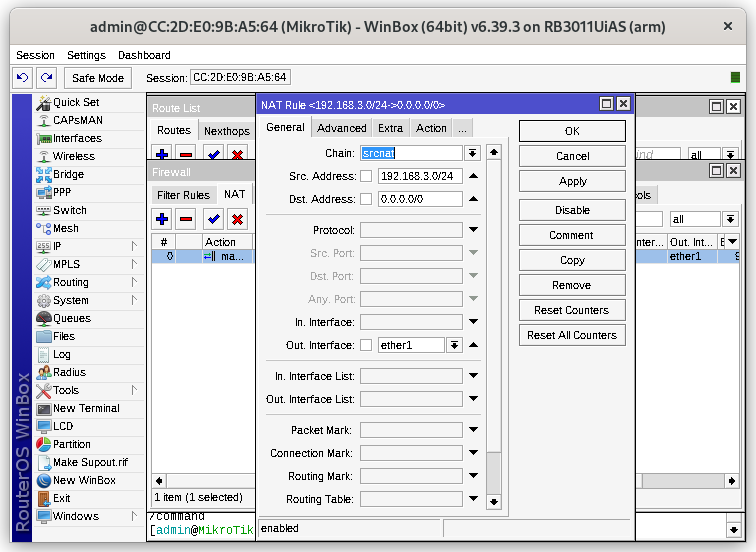 admin@CC:2D:E0:9B:A5:64 (MikroTik) - WinBox (64bit) v6.39.3 on RB3011UiAS (arm)
Session Settings Dashboard
Safe Mode Session: CC:2D:E0:9B:A5:64
RouterOS WinBox
Quick Set
CAPsMAN
Interfaces
Wireless
Bridge
PPP
Switch
Mesh
IP
MPLS
Routing
System
Queues
Files
Log
Radius
Tools
New Terminal
LCD
Partition
Make Supout.rif
New WinBox
Exit
Windows
Route List
Routes Nexthops
all
Firewall
Filter Rules NAT
all
# Action Out. Int...
0 ma... ether1
1 item (1 selected)
/command
[admin@MikroTik
NAT Rule <192.168.3.0/24->0.0.0.0/0>
General Advanced Extra Action ...
Chain: srcnat
Src. Address: 192.168.3.0/24
Dst. Address: 0.0.0.0/0
Protocol:
Src. Port:
Dst. Port:
Any. Port:
In. Interface:
Out. Interface: ether1
In. Interface List:
Out. Interface List:
Packet Mark:
Connection Mark:
Routing Mark:
Routing Table:
enabled
OK
Cancel
Apply
Disable
Comment
Copy
Remove
Reset Counters
Reset All Counters